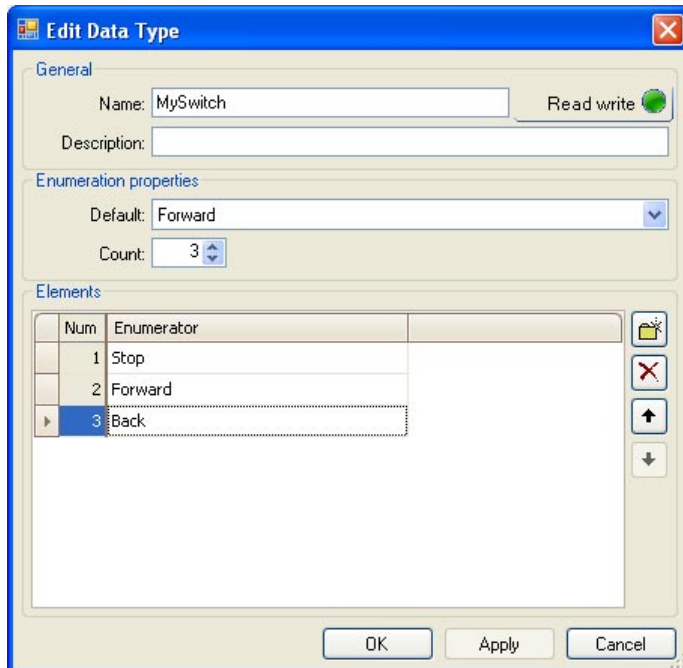 Edit Data Type
General
Name: MySwitch Read write
Description:
Enumeration properties
Default: Forward
Count: 3
Elements
Num Enumerator
1 Stop
2 Forward
3 Back
OK Apply Cancel